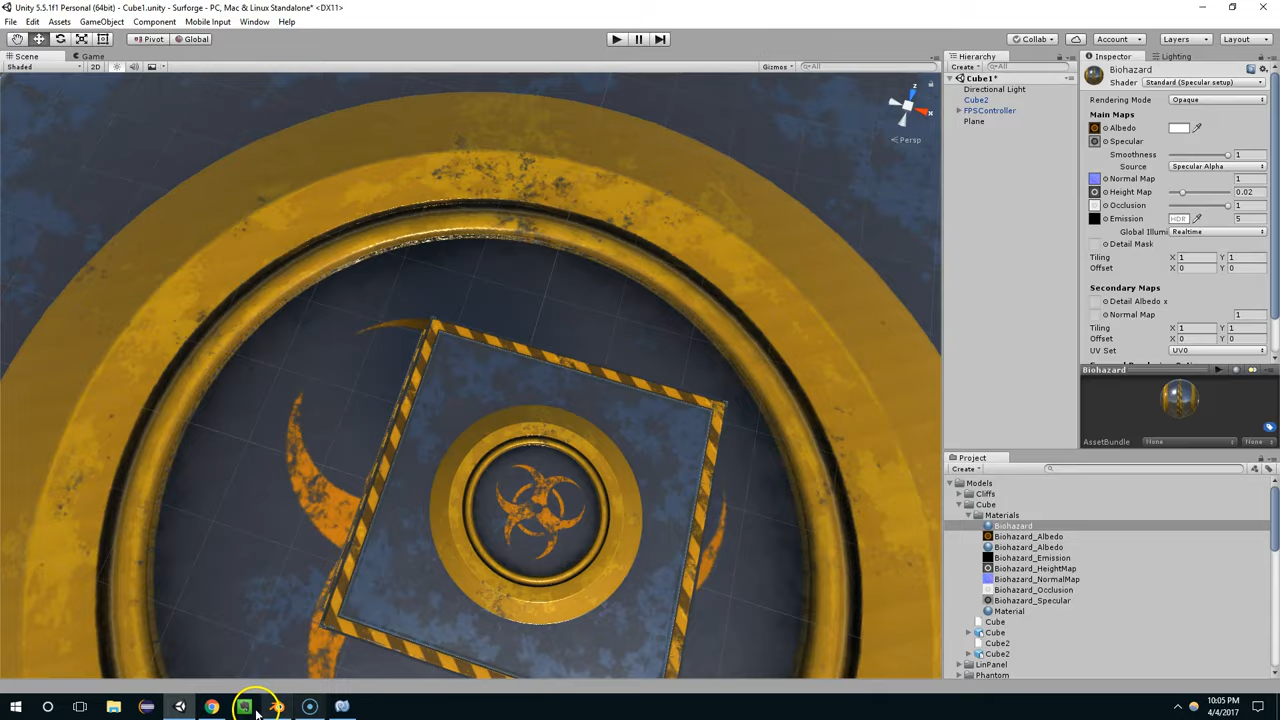 Unity 5.5.1f1 Personal (64bit) - Cube1.unity - Surforge - PC, Mac & Linux Standalone* <DX11>
File Edit Assets GameObject Component Mobile Input Window Help
Pivot Global Collab Account Layers Layout
Scene Game
Shaded 2D Gizmos All
z
x
Persp
Hierarchy
Create All
Cube1*
Directional Light
Cube2
FPSController
Plane
Inspector Lighting
Biohazard
Shader Standard (Specular setup)
Rendering Mode Opaque
Main Maps
Albedo
Specular
Smoothness 1
Source Specular Alpha
Normal Map 1
Height Map 0.02
Occlusion 1
Emission HDR 5
Global Illumi Realtime
Detail Mask
Tiling X 1 Y 1
Offset X 0 Y 0
Secondary Maps
Detail Albedo x
Normal Map 1
Tiling X 1 Y 1
Offset X 0 Y 0
UV Set UV0
Biohazard
AssetBundle None None
Project
Create
Models
Cliffs
Cube
Materials
Biohazard
Biohazard_Albedo
Biohazard_Albedo
Biohazard_Emission
Biohazard_HeightMap
Biohazard_NormalMap
Biohazard_Occlusion
Biohazard_Specular
Material
Cube
Cube
Cube2
Cube2
LinPanel
Phantom
10:05 PM
4/4/2017